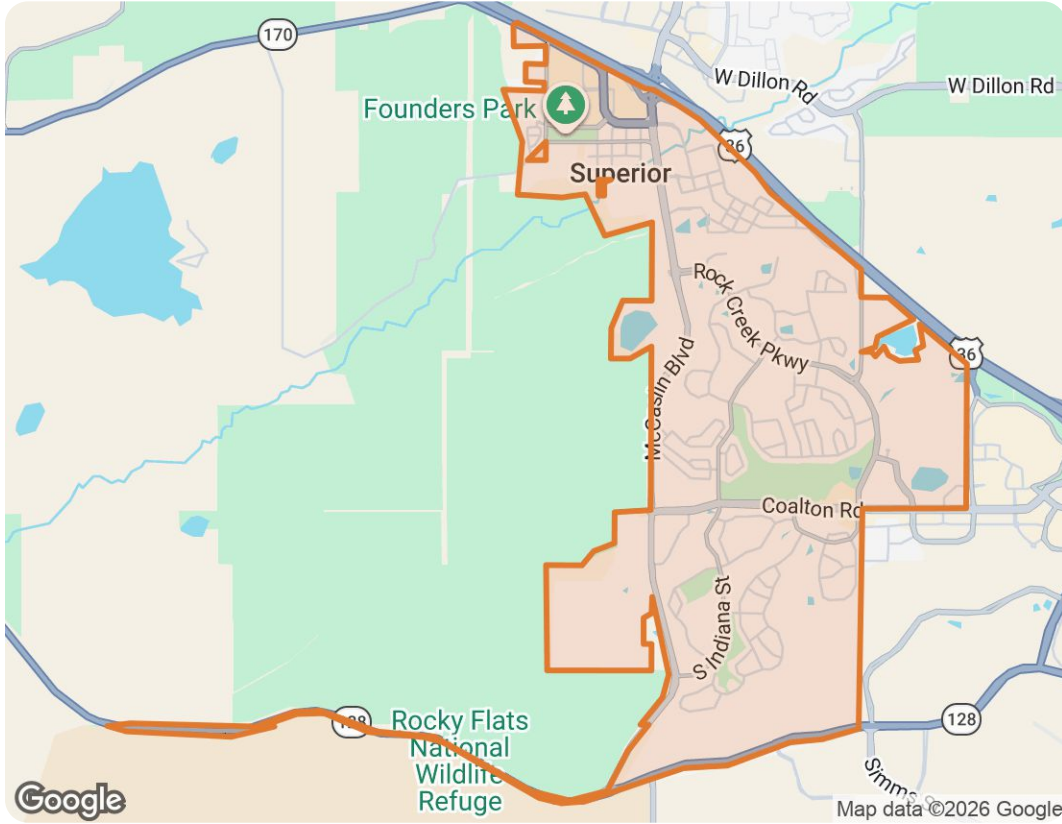 170
W Dillon Rd
W Dillon Rd
Founders Park
36
Superior
Rock Creek Pkwy
36
McCaslin Blvd
Coalton Rd
S Indiana St
128
Rocky Flats
National
Wildlife
Refuge
128
Simms
Google
Map data ©2026 Google